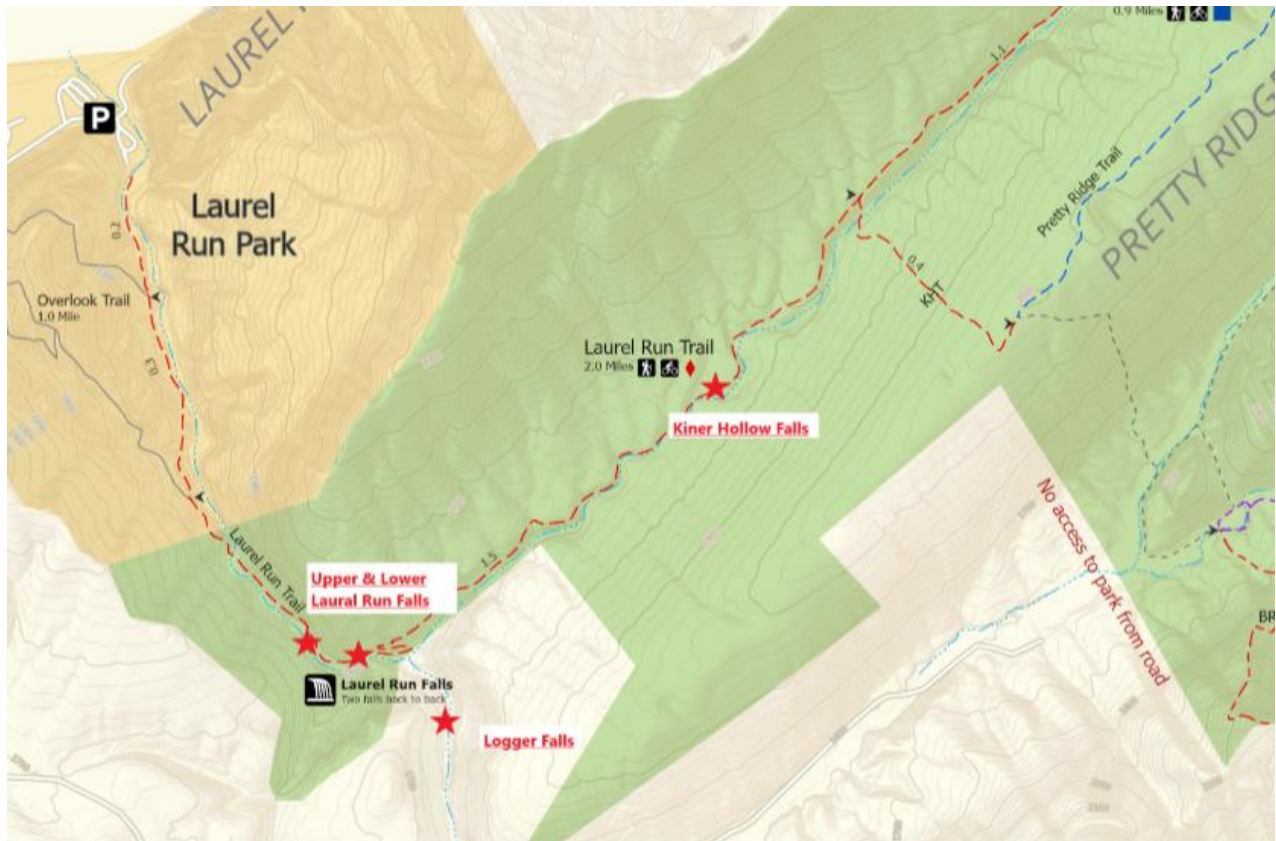 0.9 Miles
LAUREL
P
1.1
PRETTY RIDGE
Laurel
Run Park
0.2
Pretty Ridge Trail
0.4
KHT
Overlook Trail
1.0 Mile
0.3
Laurel Run Trail
2.0 Miles
Kiner Hollow Falls
No access to park from road
Laurel Run Trail
1.5
Upper & Lower
Laural Run Falls
BR
Laurel Run Falls
Two falls back to back
Logger Falls